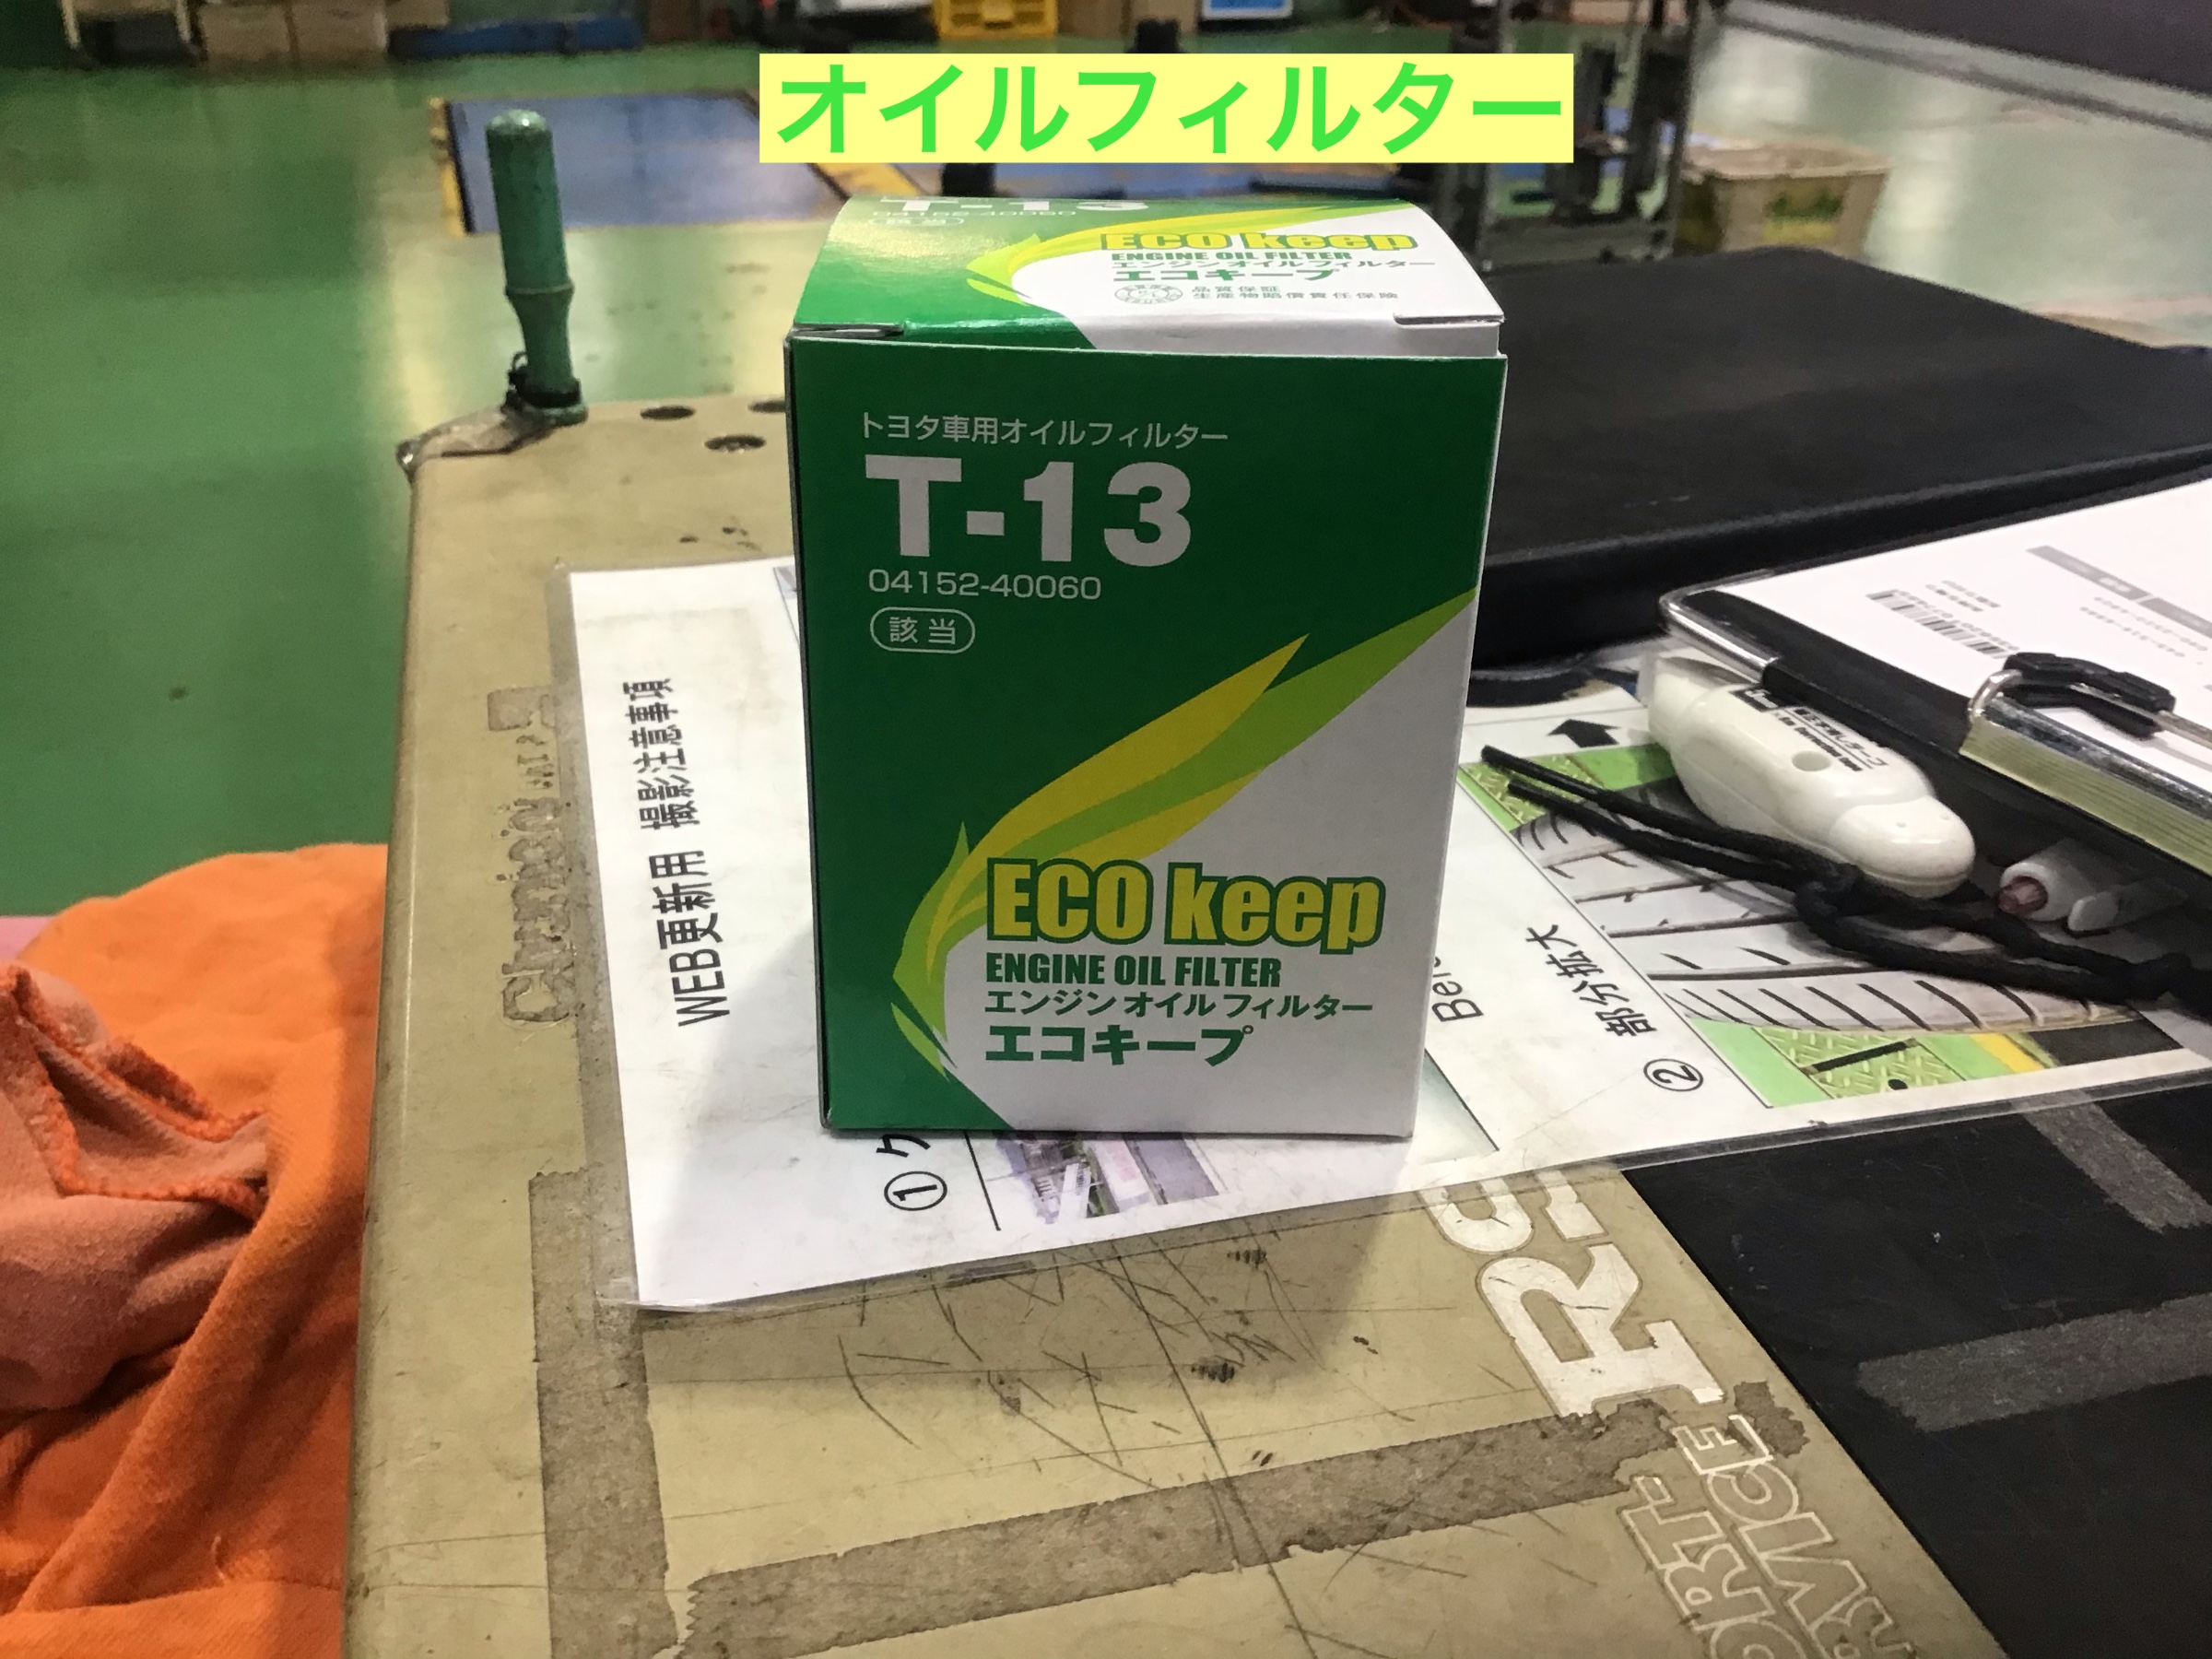 オイルフィルター
T-13
04152-40060
該当
ECO keep
ENGINE OIL FILTER
エンジン オイル フィルター
エコキープ
品質保証
生産物賠償責任保険
トヨタ車用オイルフィルター
T-13
04152-40060
該当
ECO keep
ENGINE OIL FILTER
エンジン オイル フィルター
エコキープ
WEB更新用 撮影注意事項
①
② 部分拡大